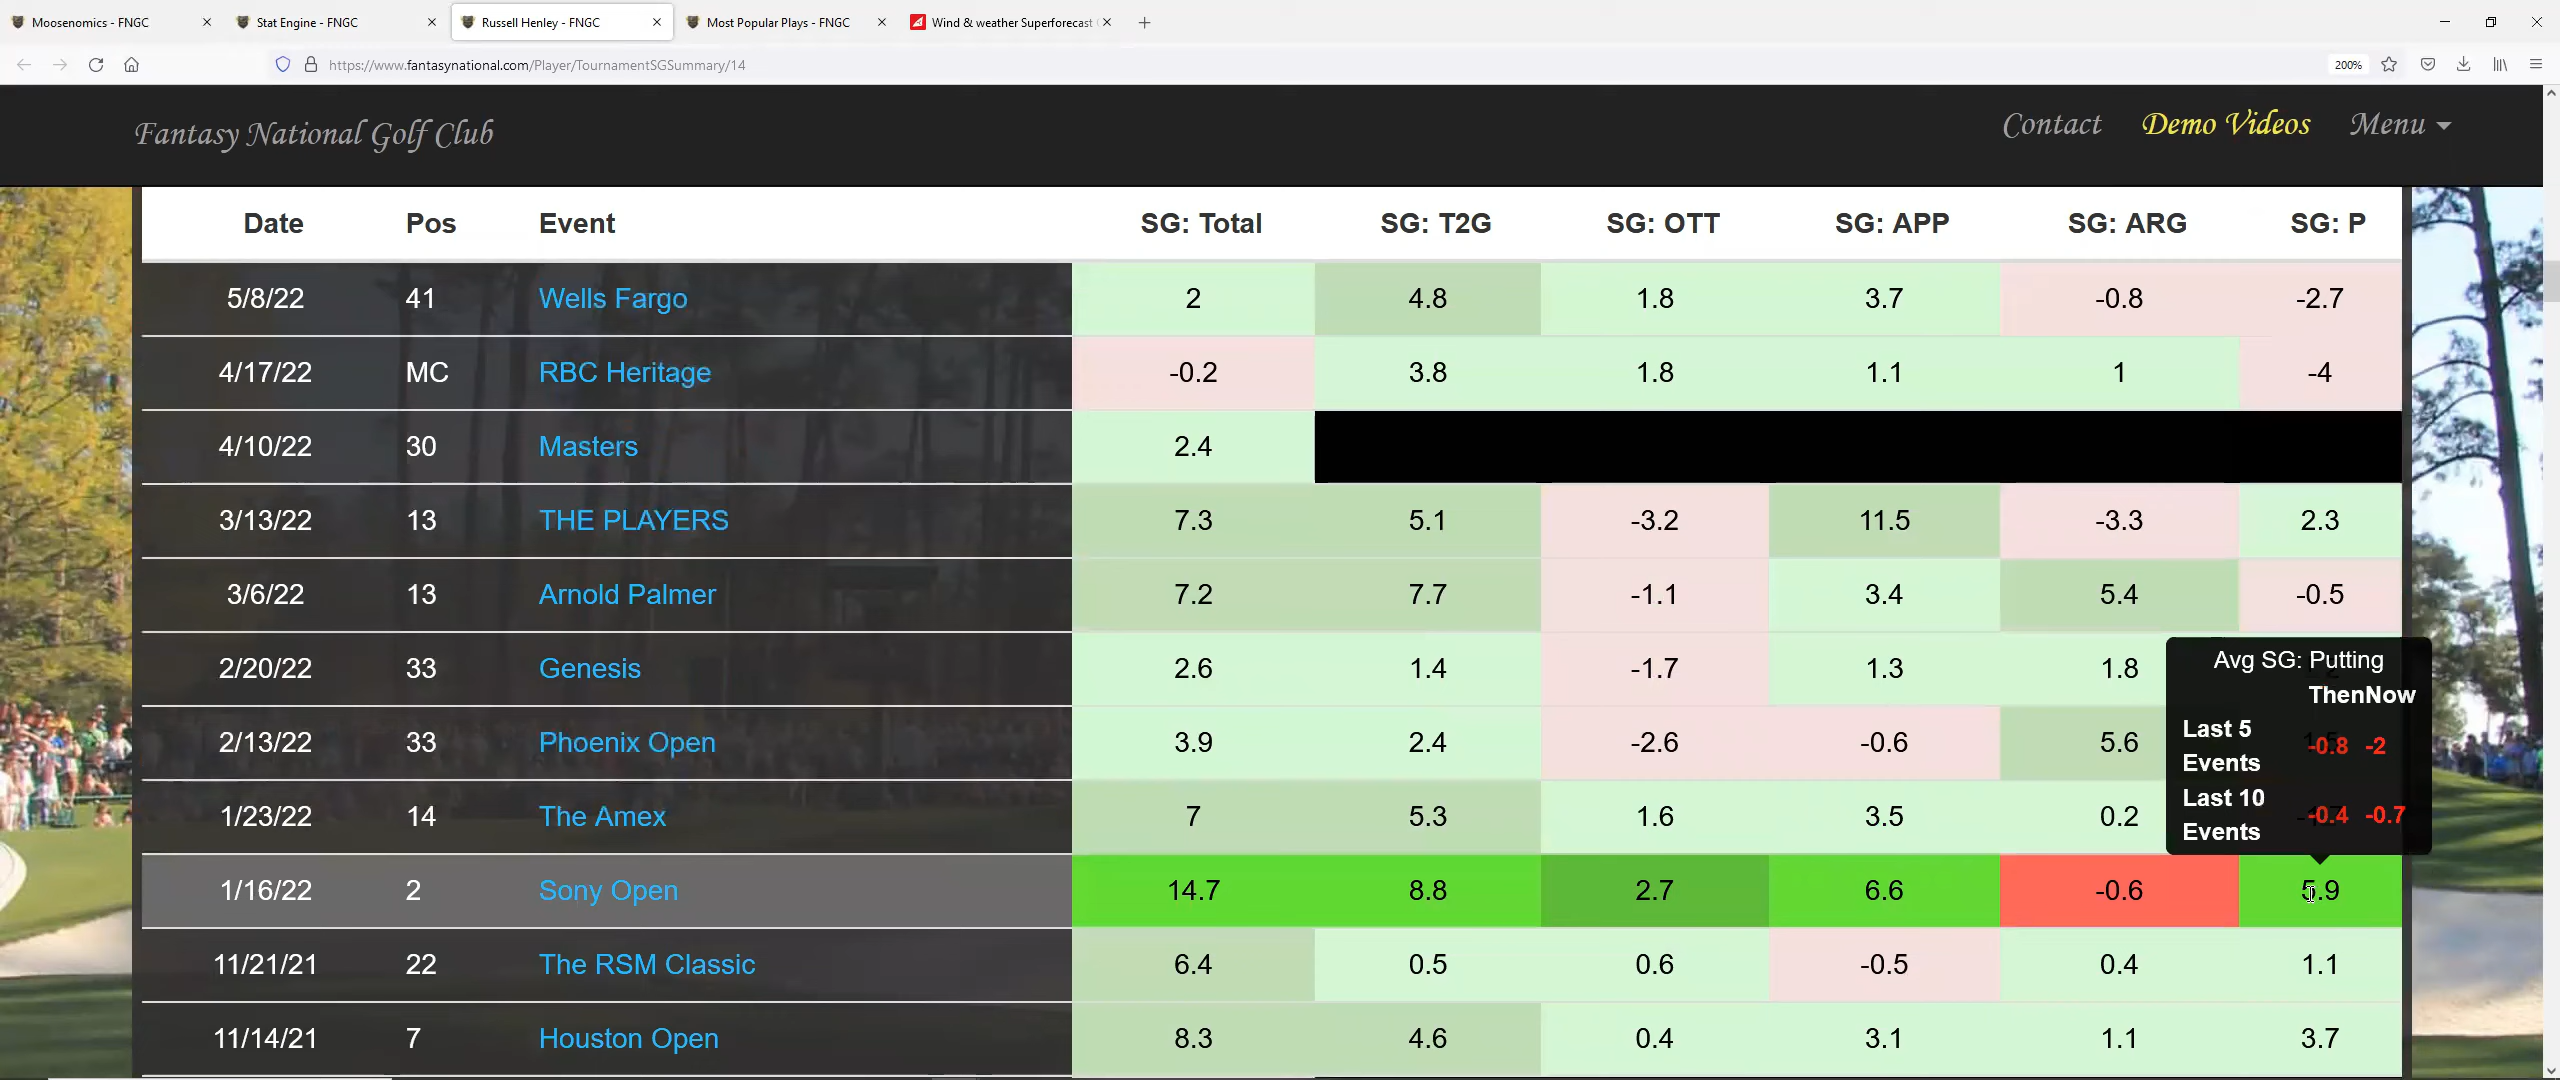 Moosenomics - FNGC
Stat Engine - FNGC
Russell Henley - FNGC
Most Popular Plays - FNGC
Wind & weather Superforecast
https://www.fantasynational.com/Player/TournamentSGSummary/14
200%
Fantasy National Golf Club
Contact Demo Videos Menu
Date Pos Event SG: Total SG: T2G SG: OTT SG: APP SG: ARG SG: P
5/8/22 41 Wells Fargo 2 4.8 1.8 3.7 -0.8 -2.7
4/17/22 MC RBC Heritage -0.2 3.8 1.8 1.1 1 -4
4/10/22 30 Masters 2.4
3/13/22 13 THE PLAYERS 7.3 5.1 -3.2 11.5 -3.3 2.3
3/6/22 13 Arnold Palmer 7.2 7.7 -1.1 3.4 5.4 -0.5
2/20/22 33 Genesis 2.6 1.4 -1.7 1.3 1.8
2/13/22 33 Phoenix Open 3.9 2.4 -2.6 -0.6 5.6
1/23/22 14 The Amex 7 5.3 1.6 3.5 0.2
1/16/22 2 Sony Open 14.7 8.8 2.7 6.6 -0.6 5.9
11/21/21 22 The RSM Classic 6.4 0.5 0.6 -0.5 0.4 1.1
11/14/21 7 Houston Open 8.3 4.6 0.4 3.1 1.1 3.7
Avg SG: Putting
ThenNow
Last 5
Events
-0.8 -2
Last 10
Events
-0.4 -0.7